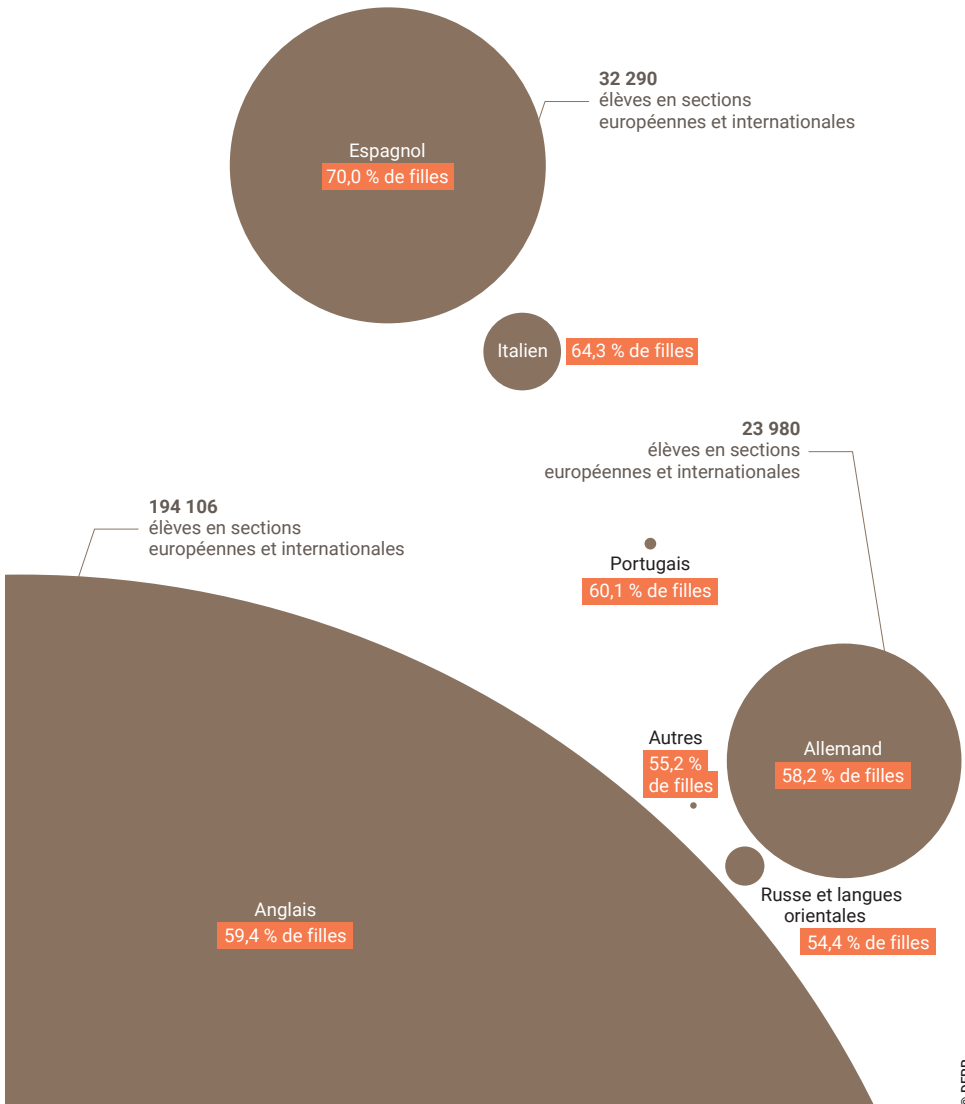 32 290
élèves en sections
européennes et internationales
Espagnol
70,0 % de filles
Italien
64,3 % de filles
23 980
élèves en sections
européennes et internationales
194 106
élèves en sections
européennes et internationales
Portugais
60,1 % de filles
Autres
55,2 %
de filles
Allemand
58,2 % de filles
Russe et langues
orientales
54,4 % de filles
Anglais
59,4 % de filles